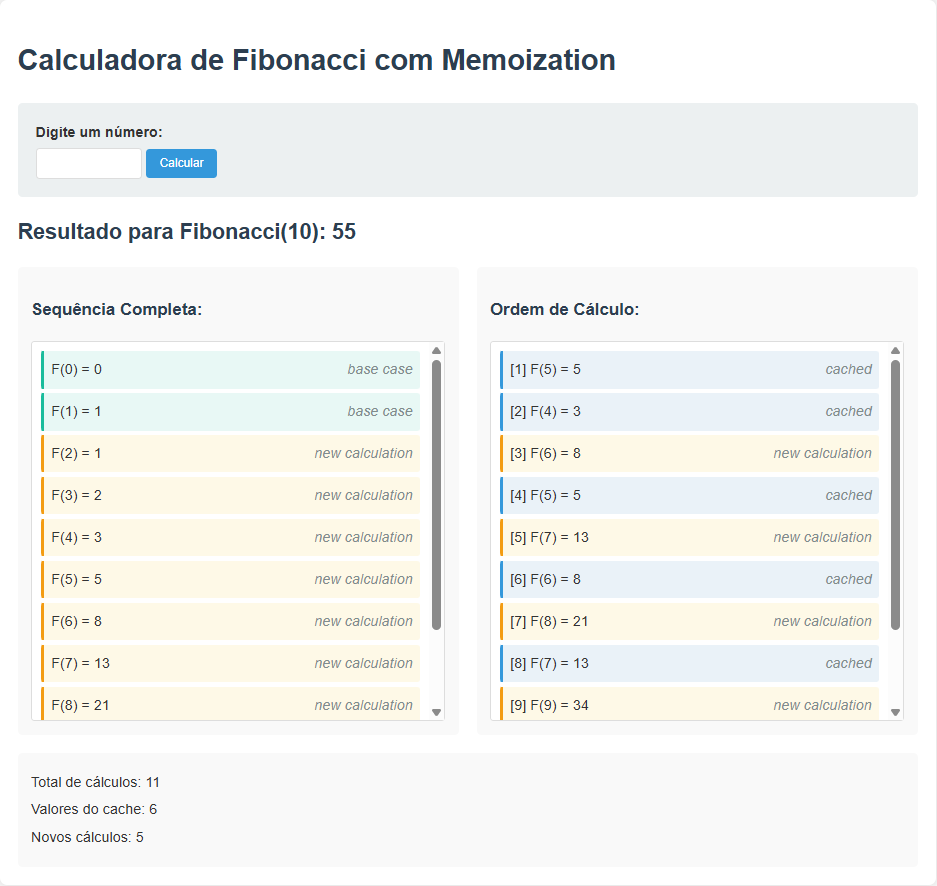 Calculadora de Fibonacci com Memoization
Digite um número:
Calcular
Resultado para Fibonacci(10): 55
Sequência Completa:
F(0) = 0 base case
F(1) = 1 base case
F(2) = 1 new calculation
F(3) = 2 new calculation
F(4) = 3 new calculation
F(5) = 5 new calculation
F(6) = 8 new calculation
F(7) = 13 new calculation
F(8) = 21 new calculation
Ordem de Cálculo:
[1] F(5) = 5 cached
[2] F(4) = 3 cached
[3] F(6) = 8 new calculation
[4] F(5) = 5 cached
[5] F(7) = 13 new calculation
[6] F(6) = 8 cached
[7] F(8) = 21 new calculation
[8] F(7) = 13 cached
[9] F(9) = 34 new calculation
Total de cálculos: 11
Valores do cache: 6
Novos cálculos: 5